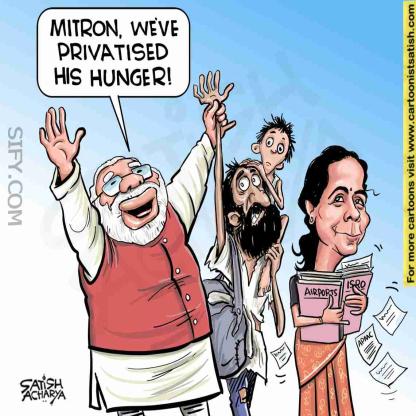 MITRON, WE'VE
PRIVATISED
HIS HUNGER!
SIFY.COM
For more cartoons visit www.cartoonistsatish.com
AIRPORTS
ISRO
APMC
SATISH
ACHARYA